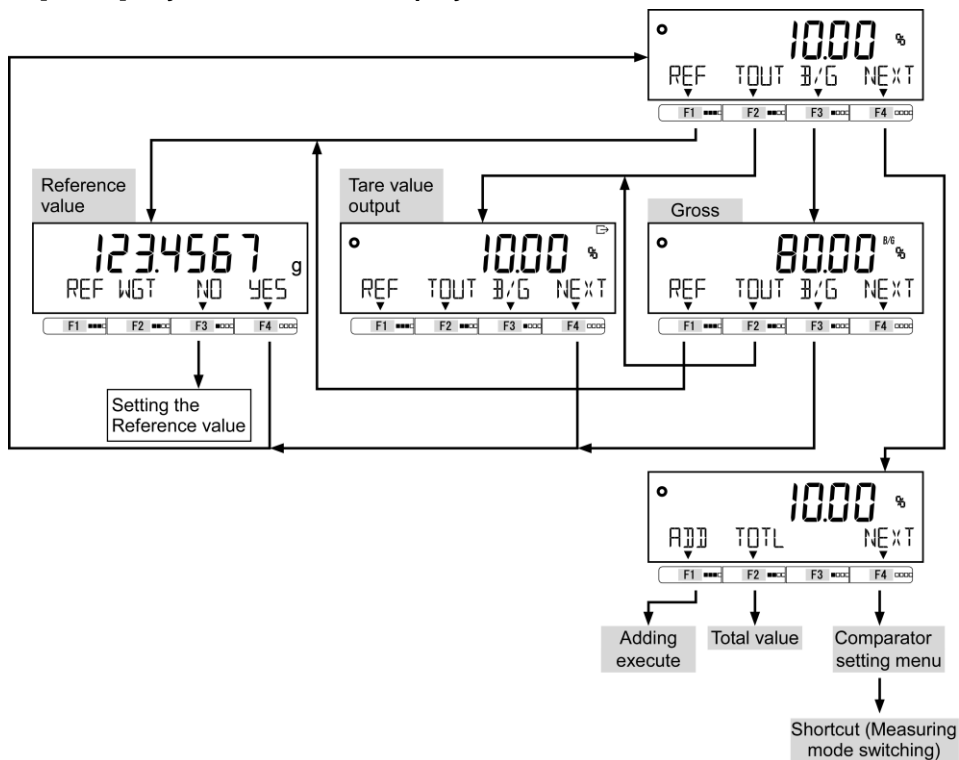 10.00 %
REF TOUT B/G NEXT
F1 F2 F3 F4
Reference
value
123.4567 g
REF WGT NO YES
F1 F2 F3 F4
Setting the
Reference value
Tare value
output
10.00 %
REF TOUT B/G NEXT
F1 F2 F3 F4
Gross
80.00 B/G %
REF TOUT B/G NEXT
F1 F2 F3 F4
10.00 %
ADD TOTL NEXT
F1 F2 F3 F4
Adding
execute
Total value
Comparator
setting menu
Shortcut (Measuring
mode switching)